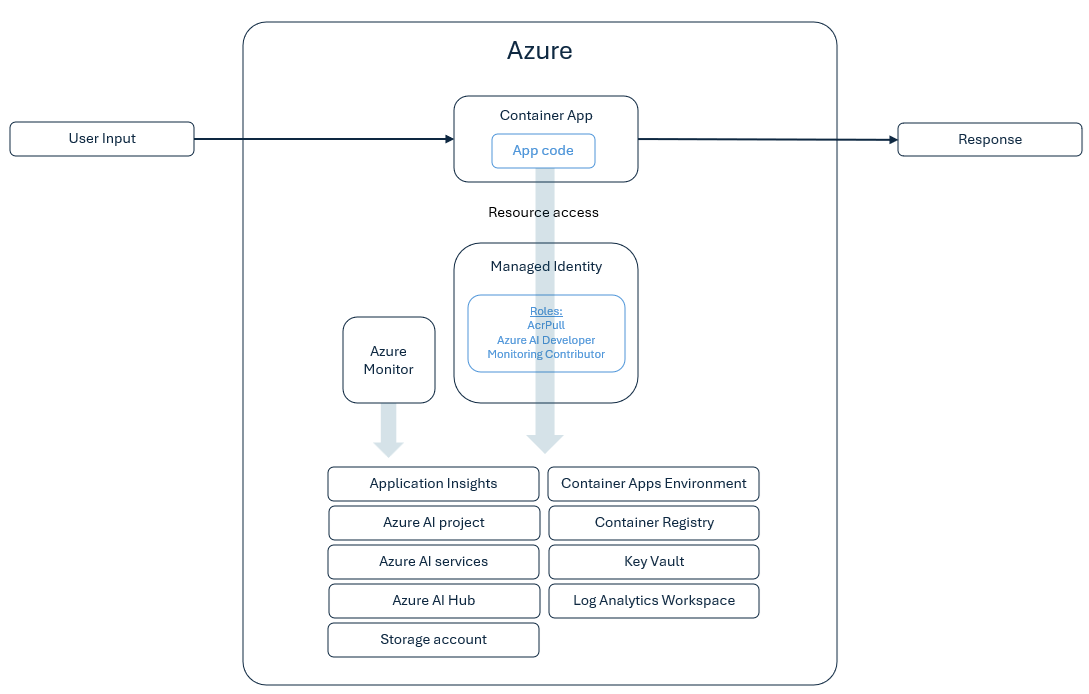 Azure
Container App
User Input
App code
Response
Resource access
Managed Identity
Roles:
AcrPull
Azure AI Developer
Monitoring Contributor
Azure
Monitor
Application Insights
Container Apps Environment
Azure AI project
Container Registry
Azure AI services
Key Vault
Azure AI Hub
Log Analytics Workspace
Storage account